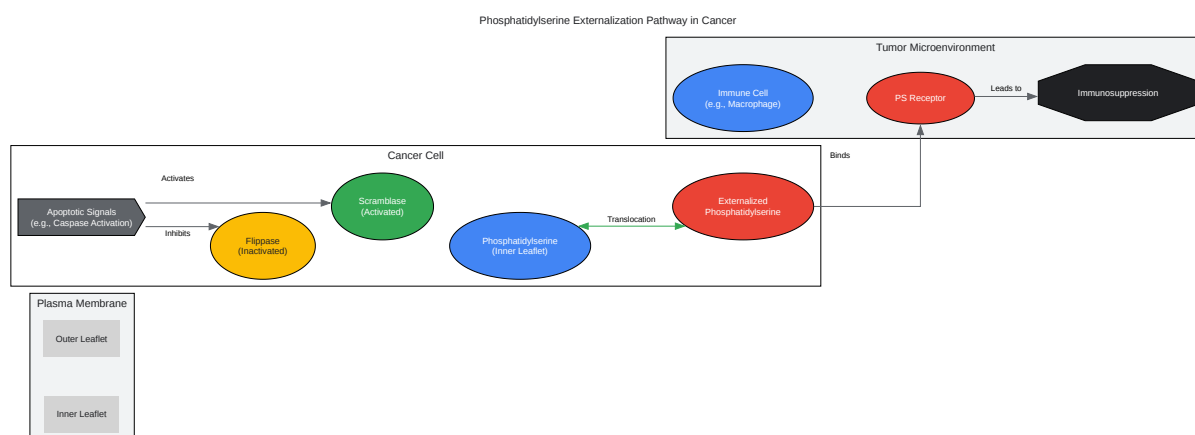 Phosphatidylserine Externalization Pathway in Cancer
Tumor Microenvironment
Immune Cell
(e.g., Macrophage)
PS Receptor
Leads to
Immunosuppression
Binds
Cancer Cell
Activates
Apoptotic Signals
(e.g., Caspase Activation)
Inhibits
Scramblase
(Activated)
Flippase
(Inactivated)
Phosphatidylserine
(Inner Leaflet)
Translocation
Externalized
Phosphatidylserine
Plasma Membrane
Outer Leaflet
Inner Leaflet